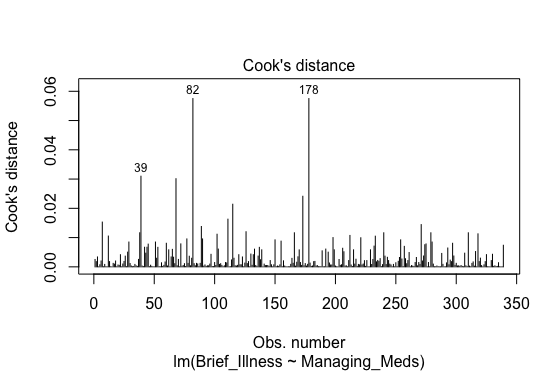 Cook's distance
82
178
39
Cook's distance
0.06
0.04
0.02
0.00
0 50 100 150 200 250 300 350
Obs. number
lm(Brief_Illness ~ Managing_Meds)